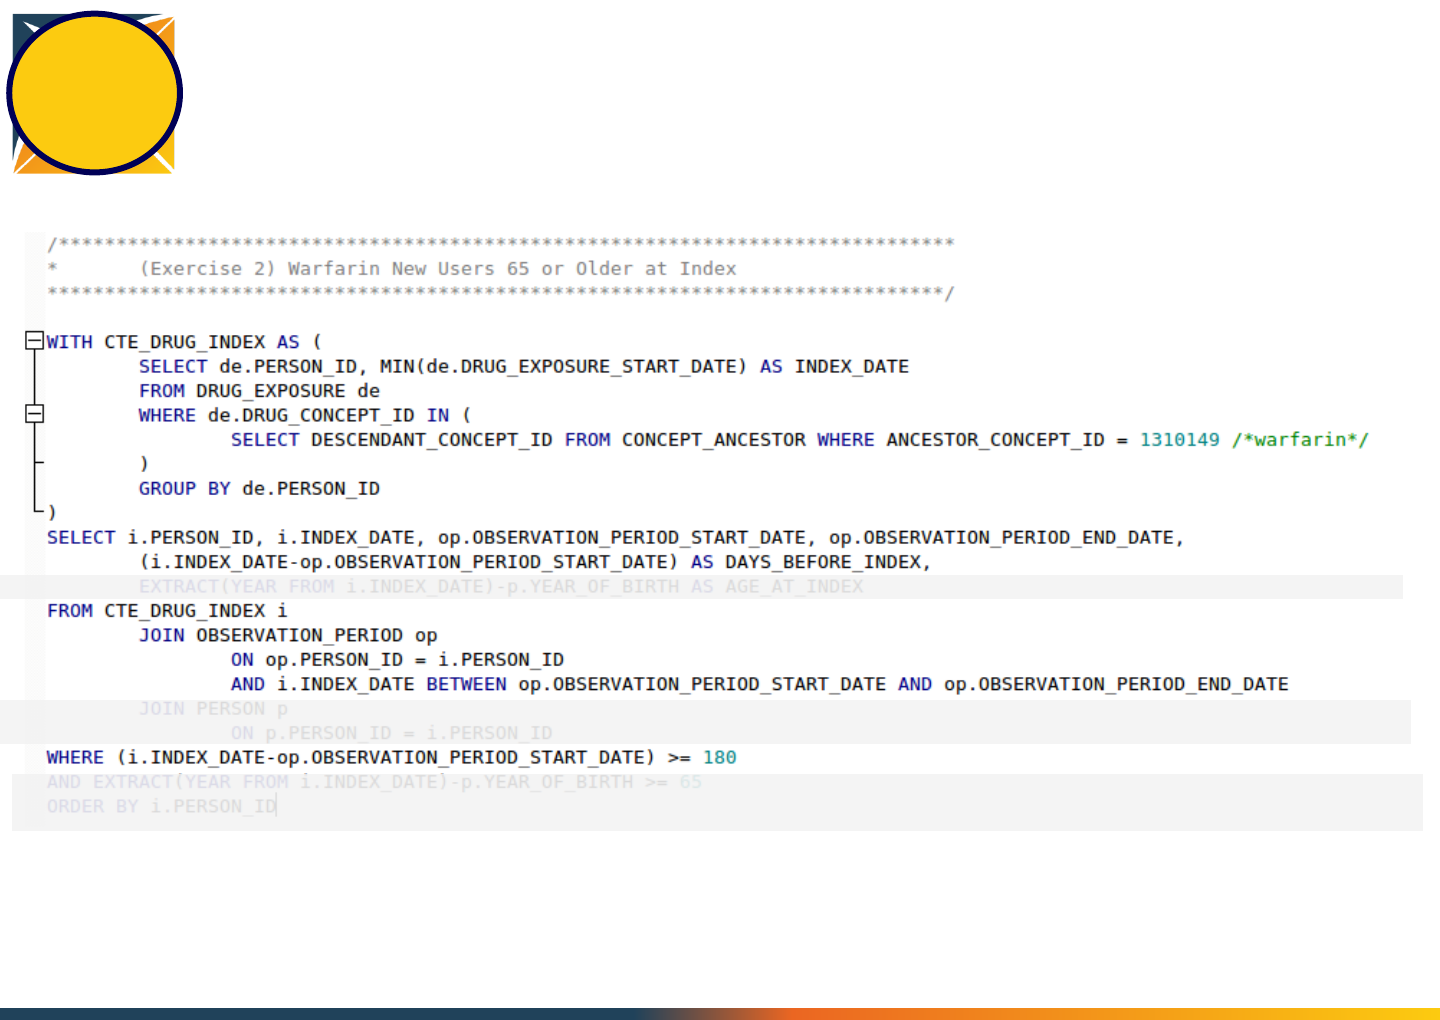 /******************************************************************************
* (Exercise 2) Warfarin New Users 65 or Older at Index
******************************************************************************/
WITH CTE_DRUG_INDEX AS (
SELECT de.PERSON_ID, MIN(de.DRUG_EXPOSURE_START_DATE) AS INDEX_DATE
FROM DRUG_EXPOSURE de
WHERE de.DRUG_CONCEPT_ID IN (
SELECT DESCENDANT_CONCEPT_ID FROM CONCEPT_ANCESTOR WHERE ANCESTOR_CONCEPT_ID = 1310149 /*warfarin*/
)
GROUP BY de.PERSON_ID
)
SELECT i.PERSON_ID, i.INDEX_DATE, op.OBSERVATION_PERIOD_START_DATE, op.OBSERVATION_PERIOD_END_DATE,
(i.INDEX_DATE-op.OBSERVATION_PERIOD_START_DATE) AS DAYS_BEFORE_INDEX,
EXTRACT(YEAR FROM i.INDEX_DATE)-p.YEAR_OF_BIRTH AS AGE_AT_INDEX
FROM CTE_DRUG_INDEX i
JOIN OBSERVATION_PERIOD op
ON op.PERSON_ID = i.PERSON_ID
AND i.INDEX_DATE BETWEEN op.OBSERVATION_PERIOD_START_DATE AND op.OBSERVATION_PERIOD_END_DATE
JOIN PERSON p
ON p.PERSON_ID = i.PERSON_ID
WHERE (i.INDEX_DATE-op.OBSERVATION_PERIOD_START_DATE) >= 180
AND EXTRACT(YEAR FROM i.INDEX_DATE)-p.YEAR_OF_BIRTH >= 65
ORDER BY i.PERSON_ID